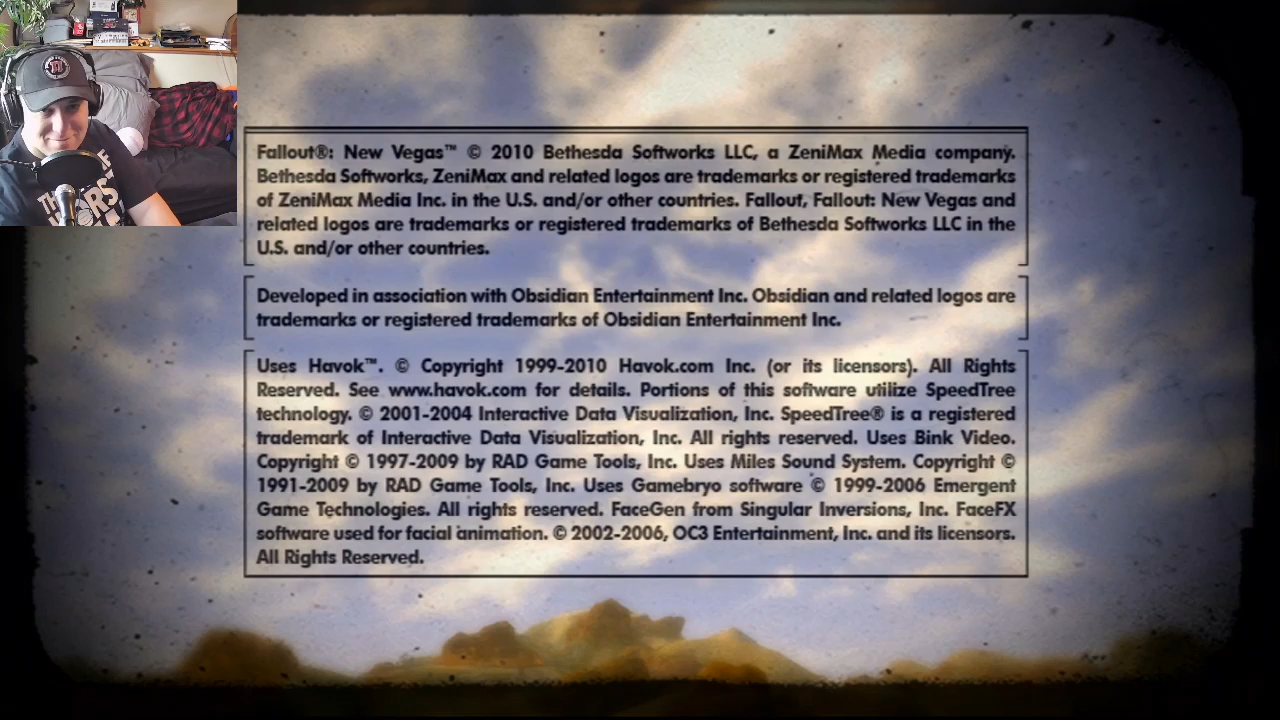 Fallout®: New Vegas™ © 2010 Bethesda Softworks LLC, a ZeniMax Media company.
Bethesda Softworks, ZeniMax and related logos are trademarks or registered trademarks
of ZeniMax Media Inc. in the U.S. and/or other countries. Fallout, Fallout: New Vegas and
related logos are trademarks or registered trademarks of Bethesda Softworks LLC in the
U.S. and/or other countries.
Developed in association with Obsidian Entertainment Inc. Obsidian and related logos are
trademarks or registered trademarks of Obsidian Entertainment Inc.
Uses Havok™. © Copyright 1999-2010 Havok.com Inc. (or its licensors). All Rights
Reserved. See www.havok.com for details. Portions of this software utilize SpeedTree
technology. © 2001-2004 Interactive Data Visualization, Inc. SpeedTree® is a registered
trademark of Interactive Data Visualization, Inc. All rights reserved. Uses Bink Video.
Copyright © 1997-2009 by RAD Game Tools, Inc. Uses Miles Sound System. Copyright ©
1991-2009 by RAD Game Tools, Inc. Uses Gamebryo software © 1999-2006 Emergent
Game Technologies. All rights reserved. FaceGen from Singular Inversions, Inc. FaceFX
software used for facial animation. © 2002-2006, OC3 Entertainment, Inc. and its licensors.
All Rights Reserved.